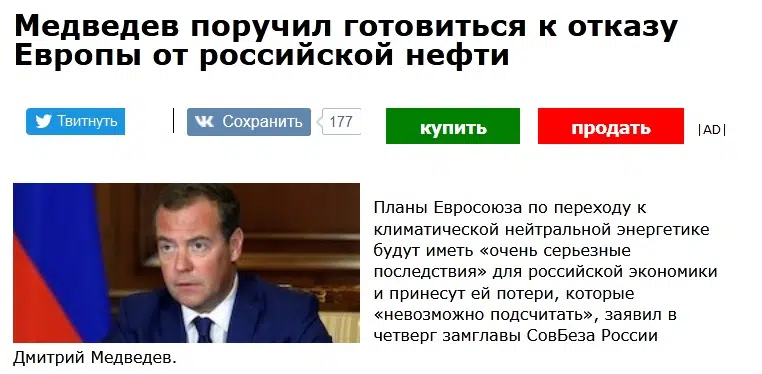 Медведев поручил готовиться к отказу
Европы от российской нефти
Твитнуть
Сохранить
177
купить
продать
|AD|
Планы Евросоюза по переходу к
климатической нейтральной энергетике
будут иметь «очень серьезные
последствия» для российской экономики
и принесут ей потери, которые
«невозможно подсчитать», заявил в
четверг замглавы СовБеза России
Дмитрий Медведев.